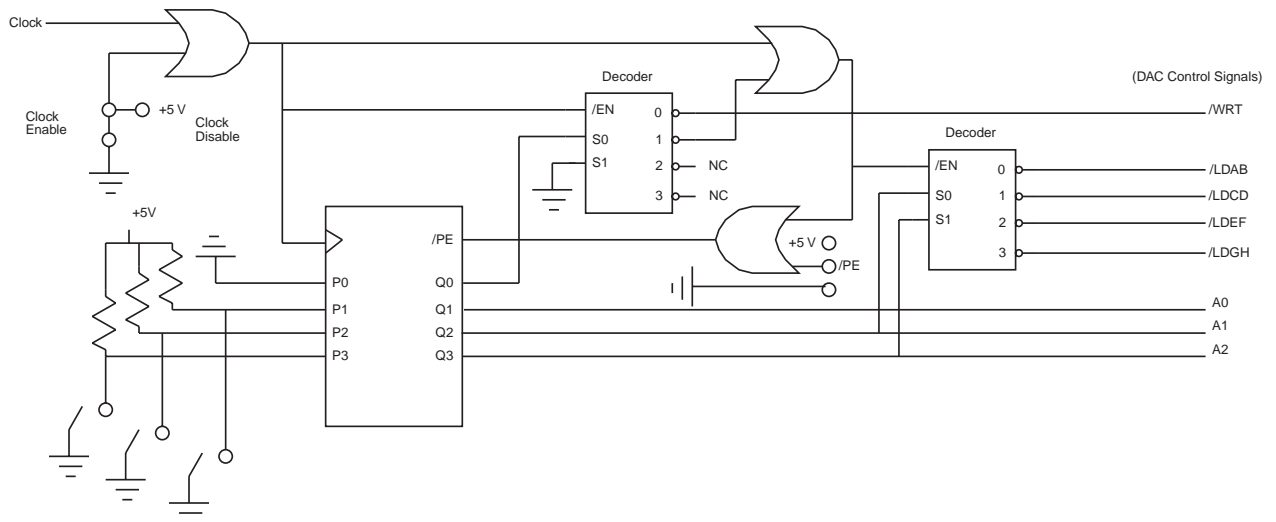 Clock
Decoder
(DAC Control Signals)
/EN
0
/WRT
+5 V
Clock
Enable
Clock
Disable
S0
1
Decoder
S1
2
NC
/EN
0
/LDAB
3
NC
S0
1
/LDCD
+5V
S1
2
/LDEF
/PE
+5 V
3
/LDGH
/PE
P0
Q0
P1
Q1
A0
P2
Q2
A1
P3
Q3
A2